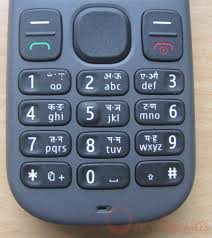 1
2 abc
3 ए-औ def
4 क-ङ ghi
5 च-ञ jkl
6 ट-ण mno
7 त-न pqrs
8 प-म tuv
9 य-ह wxyz
* +
0
#